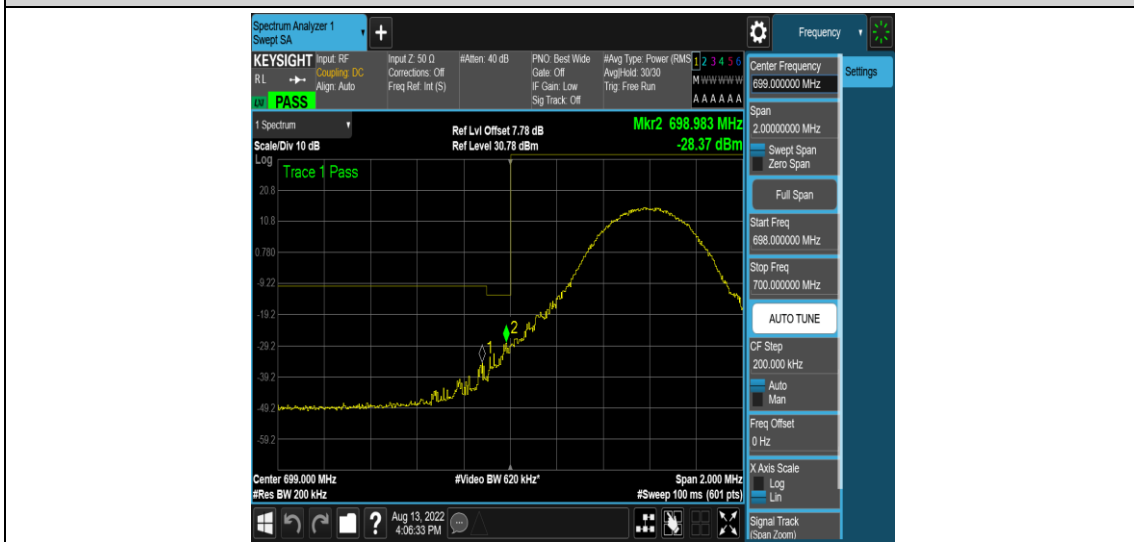 Spectrum Analyzer 1
Swept SA
+
Frequency
KEYSIGHT
RL
PASS
Input: RF
Coupling: DC
Align: Auto
Input Z: 50 Ω
Corrections: Off
Freq Ref: Int (S)
#Atten: 40 dB
PNO: Best Wide
Gate: Off
IF Gain: Low
Sig Track: Off
#Avg Type: Power (RMS
Avg|Hold: 30/30
Trig: Free Run
1 2 3 4 5 6
M W W W W W
A A A A A A
1 Spectrum
Scale/Div 10 dB
Ref Lvl Offset 7.78 dB
Ref Level 30.78 dBm
Mkr2 698.983 MHz
-28.37 dBm
Log
Trace 1 Pass
20.8
10.8
0.780
-9.22
-19.2
-29.2
-39.2
-49.2
-59.2
1
2
Center 699.000 MHz
#Res BW 200 kHz
#Video BW 620 kHz*
Span 2.000 MHz
#Sweep 100 ms (601 pts)
Center Frequency
699.000000 MHz
Settings
Span
2.00000000 MHz
Swept Span
Zero Span
Full Span
Start Freq
698.000000 MHz
Stop Freq
700.000000 MHz
AUTO TUNE
CF Step
200.000 kHz
Auto
Man
Freq Offset
0 Hz
X Axis Scale
Log
Lin
Signal Track
(Span Zoom)
?
Aug 13, 2022
4:06:33 PM